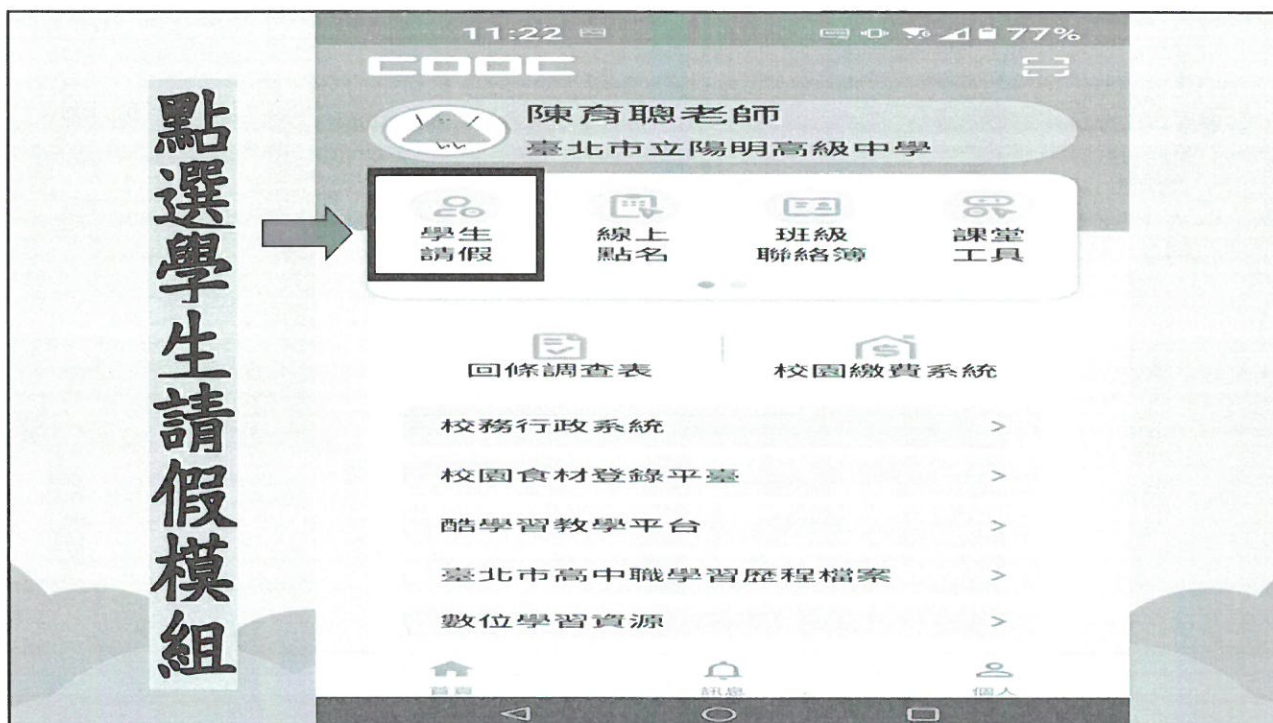 點選學生請假模組
11:22
77%
COOC
陳育聰老師
臺北市立陽明高級中學
學生
請假
線上
點名
班級
聯絡簿
課堂
工具
回條調查表
校園繳費系統
校務行政系統
校園食材登錄平臺
酷學習教學平台
臺北市高中職學習歷程檔案
數位學習資源
首頁
訊息
個人